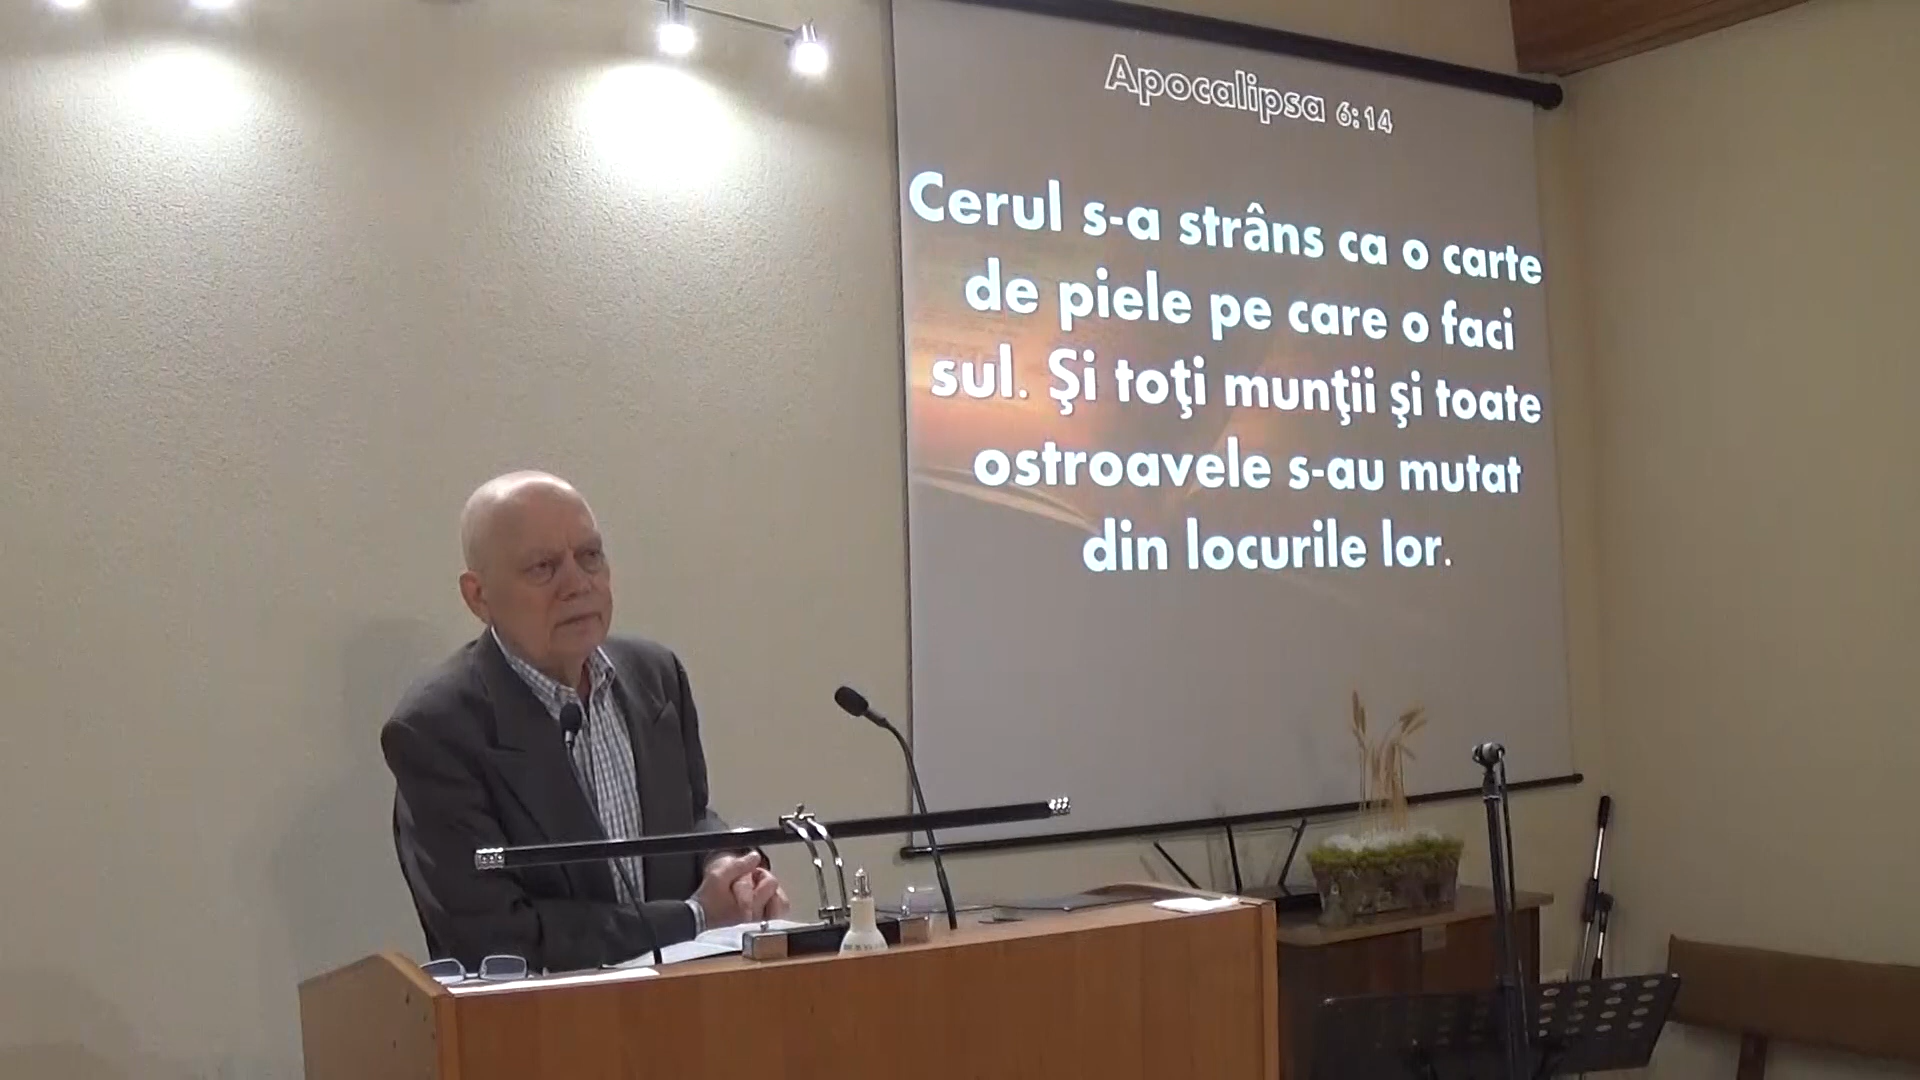 Apocalipsa 6:14
Cerul s-a strâns ca o carte
de piele pe care o faci
sul. Şi toţi munţii şi toate
ostroavele s-au mutat
din locurile lor.